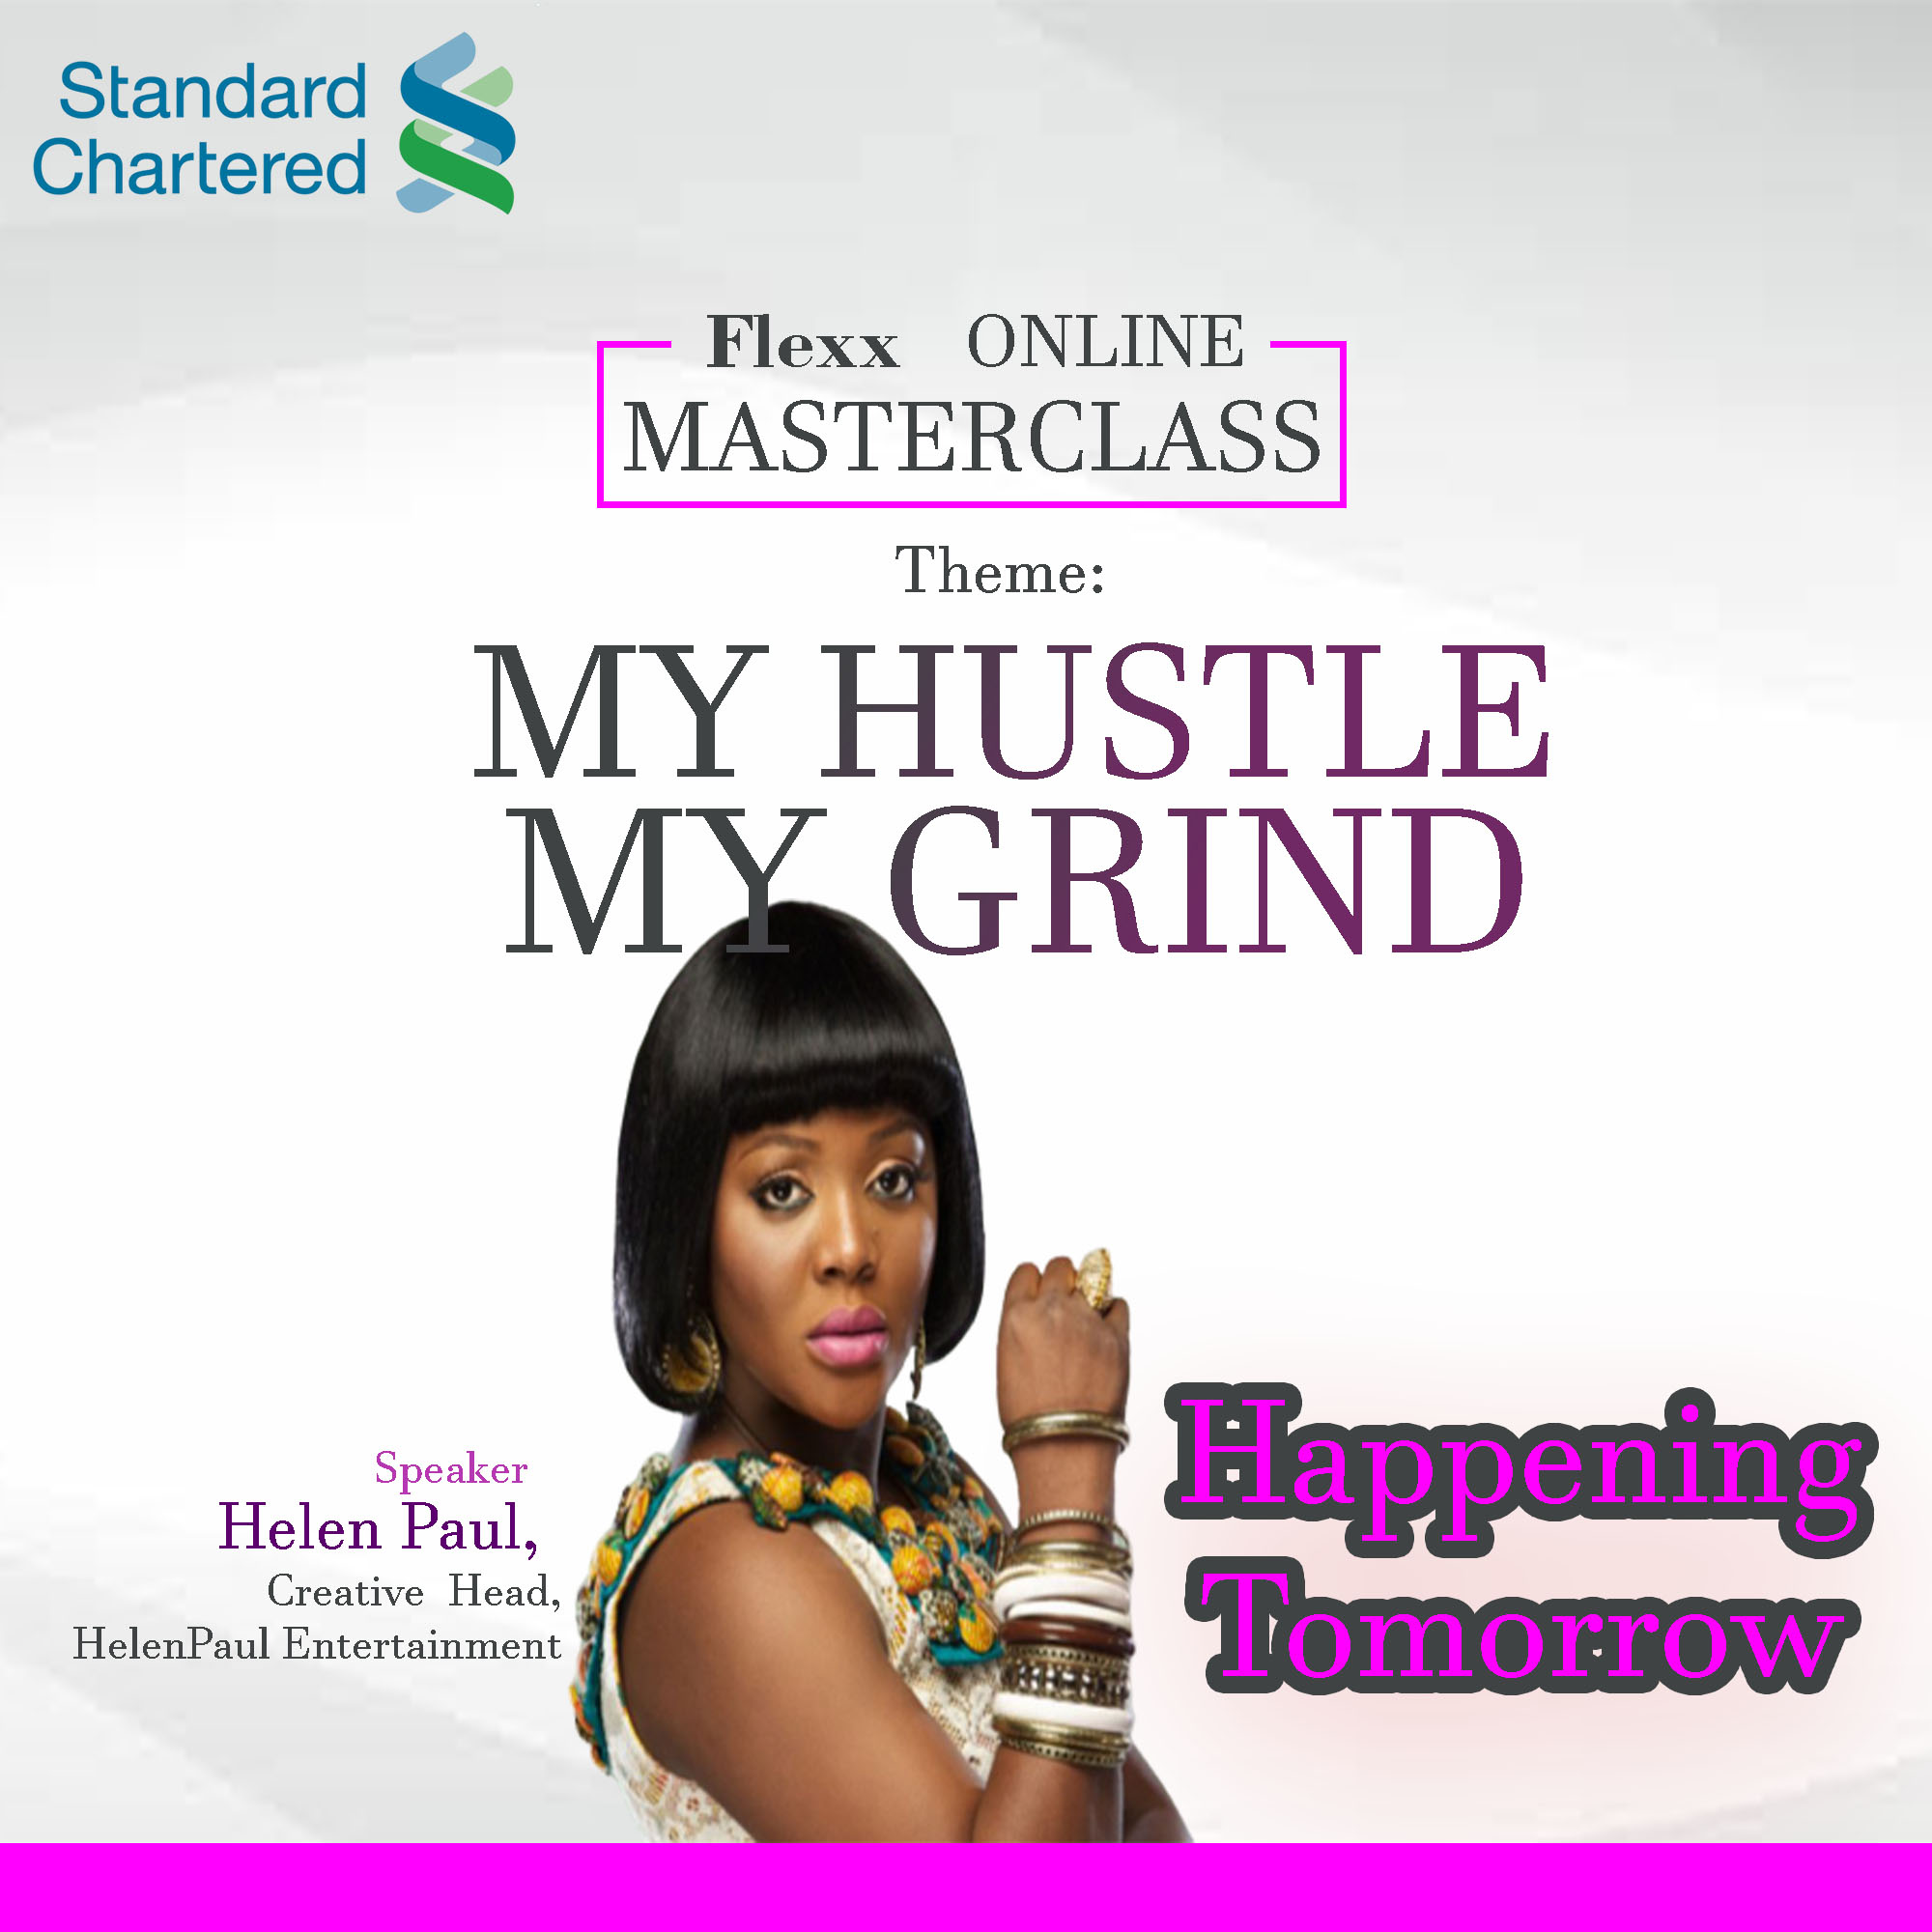 Standard
Chartered
Flexx ONLINE
MASTERCLASS
Theme:
MY HUSTLE
MY GRIND
Speaker
Helen Paul,
Creative Head,
HelenPaul Entertainment
Happening
Tomorrow